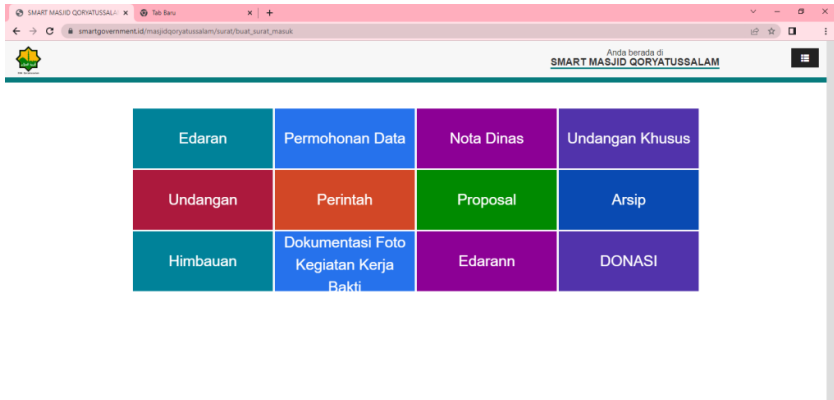 SMART MASJID QORYATUSSALA
Tab Baru
smartgovernment.id/masjidqoryatussalam/surat/buat_surat_masuk
Anda berada di
SMART MASJID QORYATUSSALAM
Edaran
Permohonan Data
Nota Dinas
Undangan Khusus
Undangan
Perintah
Proposal
Arsip
Himbauan
Dokumentasi Foto
Kegiatan Kerja
Bakti
Edarann
DONASI